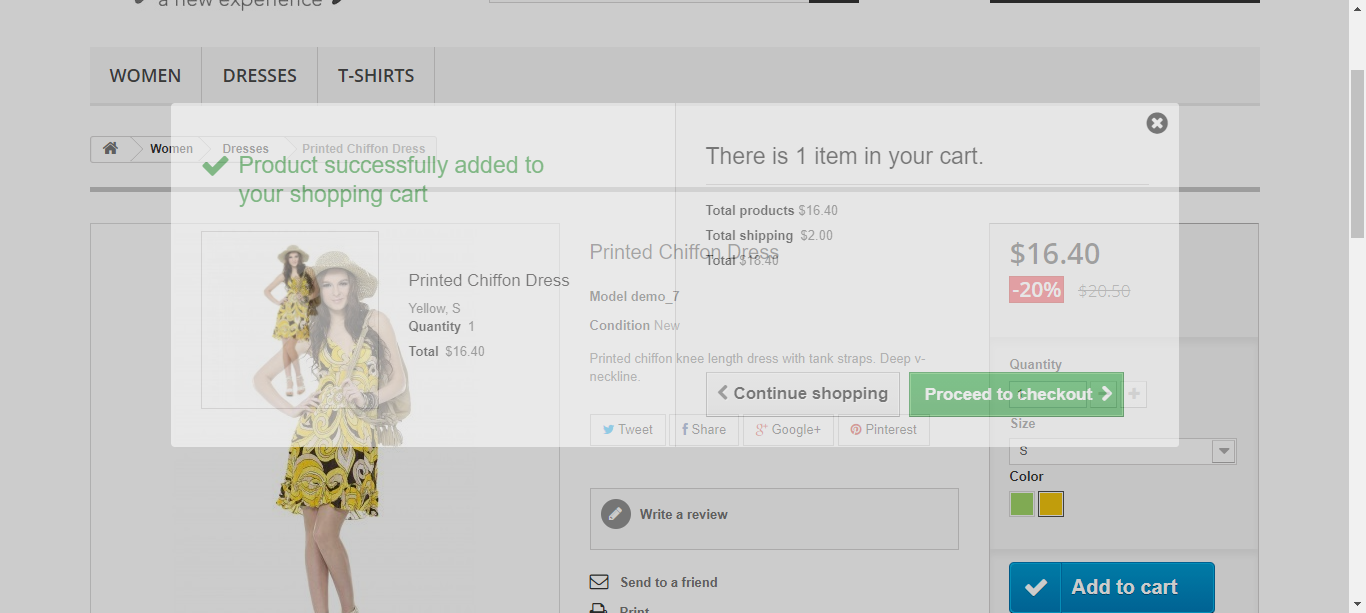 a new experience
WOMEN
DRESSES
T-SHIRTS
Women
Dresses
Printed Chiffon Dress
Product successfully added to
your shopping cart
Printed Chiffon Dress
Yellow, S
Quantity 1
Total $16.40
There is 1 item in your cart.
Total products $16.40
Total shipping $2.00
Total $18.40
Continue shopping
Proceed to checkout
Printed Chiffon Dress
Model demo_7
Condition New
Printed chiffon knee length dress with tank straps. Deep v-
neckline.
Tweet
Share
Google+
Pinterest
Write a review
Send to a friend
Print
$16.40
-20% $20.50
Quantity
Size
S
Color
Add to cart